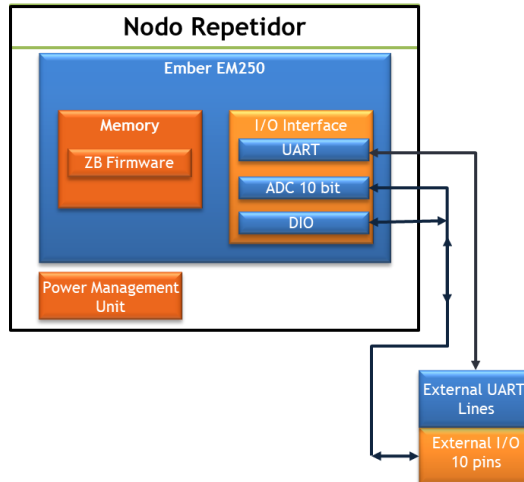 Nodo Repetidor
Ember EM250
Memory
ZB Firmware
I/O Interface
UART
ADC 10 bit
DIO
Power Management
Unit
External UART
Lines
External I/O
10 pins